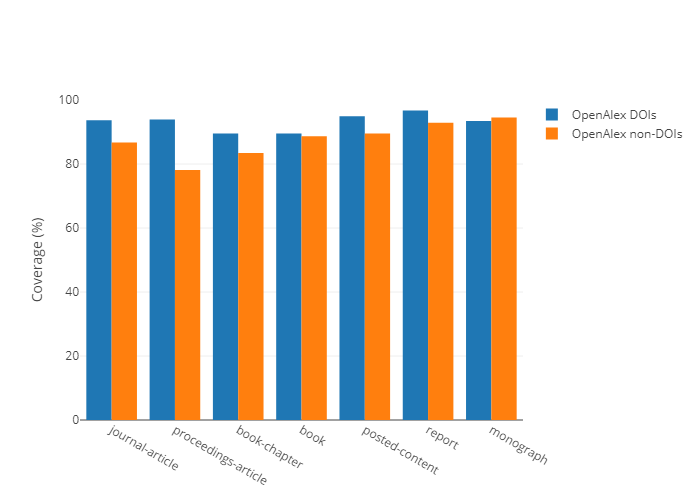 100
80
60
40
20
0
Coverage (%)
journal-article
proceedings-article
book-chapter
book
posted-content
report
monograph
OpenAlex DOIs
OpenAlex non-DOIs